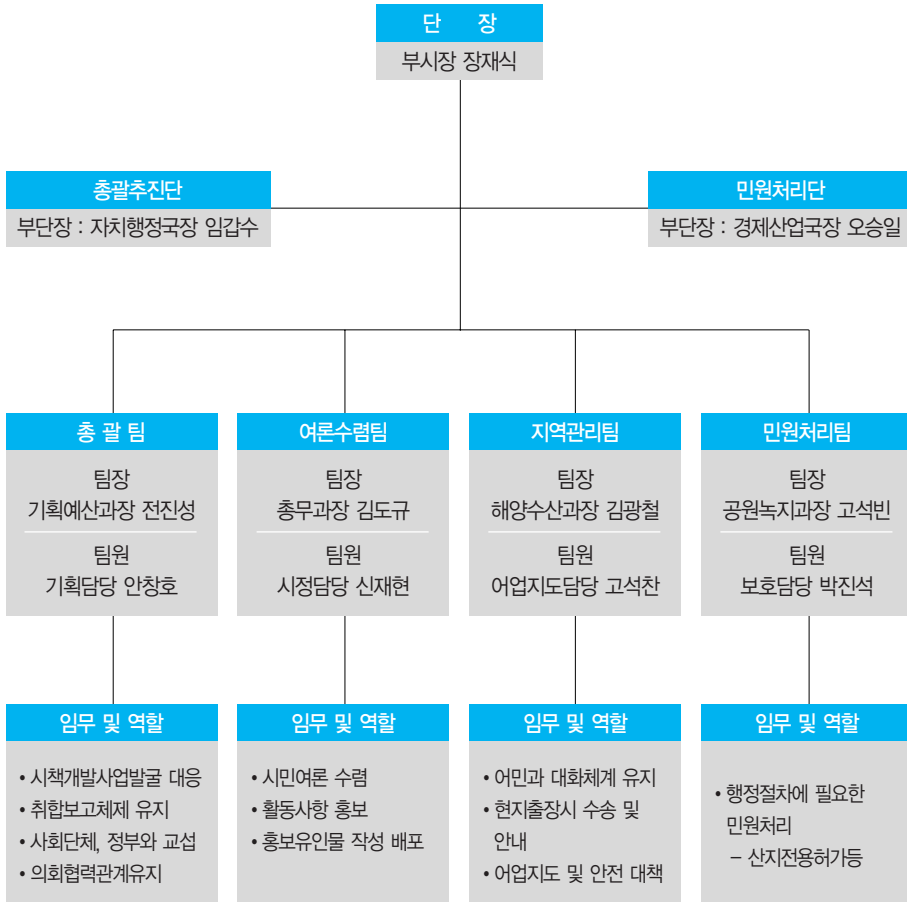 단 장
부시장 장재식
총괄추진단
부단장 : 자치행정국장 임갑수
민원처리단
부단장 : 경제산업국장 오승일
총 괄 팀
팀장
기획예산과장 전진성
팀원
기획담당 안창호
여론수렴팀
팀장
총무과장 김도규
팀원
시정담당 신재현
지역관리팀
팀장
해양수산과장 김광철
팀원
어업지도담당 고석찬
민원처리팀
팀장
공원녹지과장 고석빈
팀원
보호담당 박진석
임무 및 역할
• 시책개발사업발굴 대응
• 취합보고체제 유지
• 사회단체, 정부와 교섭
• 의회협력관계유지
임무 및 역할
• 시민여론 수렴
• 활동사항 홍보
• 홍보유인물 작성 배포
임무 및 역할
• 어민과 대화체계 유지
• 현지출장시 수송 및
안내
• 어업지도 및 안전 대책
임무 및 역할
• 행정절차에 필요한
민원처리
– 산지전용허가등